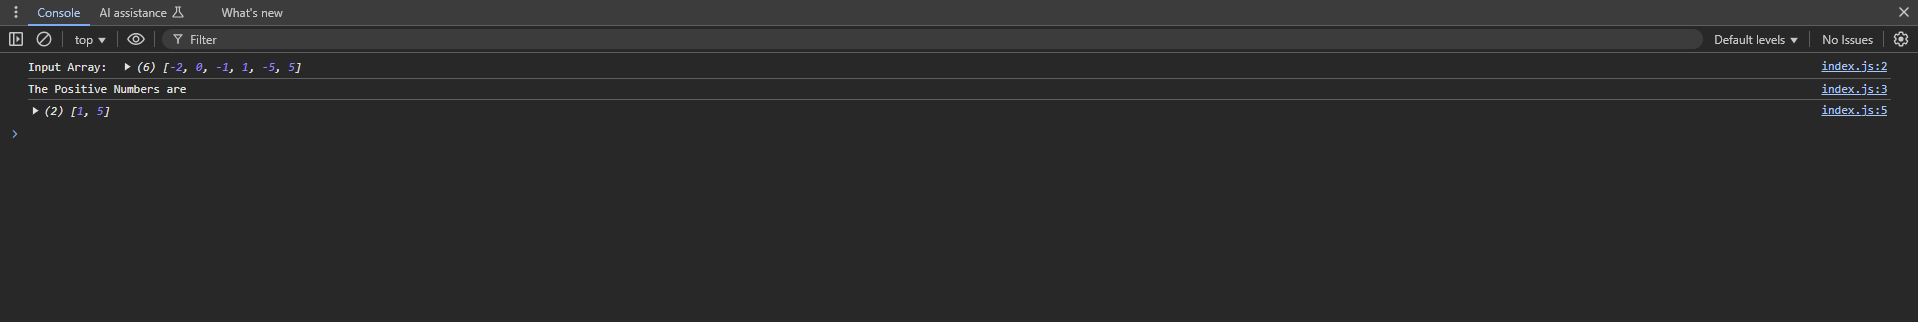 Console AI assistance What's new
top Filter Default levels No Issues
Input Array: (6) [-2, 0, -1, 1, -5, 5] index.js:2
The Positive Numbers are index.js:3
(2) [1, 5] index.js:5